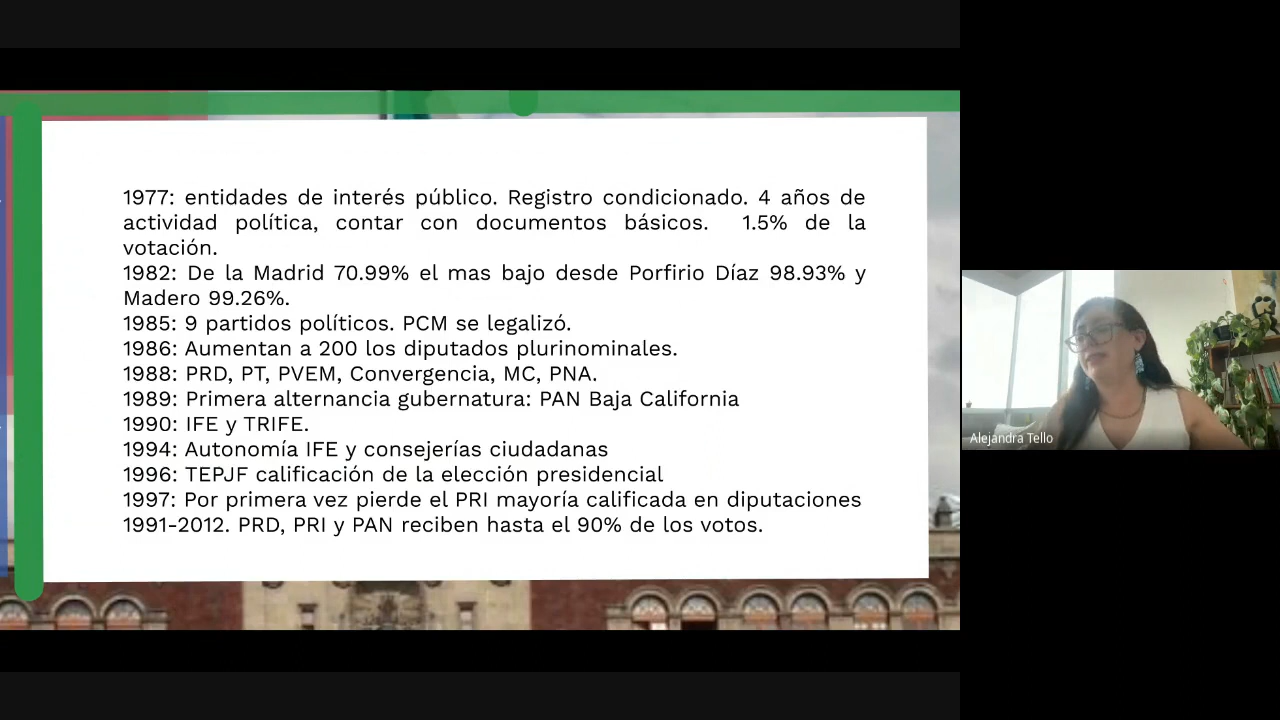 1977: entidades de interés público. Registro condicionado. 4 años de
actividad política, contar con documentos básicos. 1.5% de la
votación.
1982: De la Madrid 70.99% el mas bajo desde Porfirio Díaz 98.93% y
Madero 99.26%.
1985: 9 partidos políticos. PCM se legalizó.
1986: Aumentan a 200 los diputados plurinominales.
1988: PRD, PT, PVEM, Convergencia, MC, PNA.
1989: Primera alternancia gubernatura: PAN Baja California
1990: IFE y TRIFE.
1994: Autonomía IFE y consejerías ciudadanas
1996: TEPJF calificación de la elección presidencial
1997: Por primera vez pierde el PRI mayoría calificada en diputaciones
1991-2012. PRD, PRI y PAN reciben hasta el 90% de los votos.
Alejandra Tello